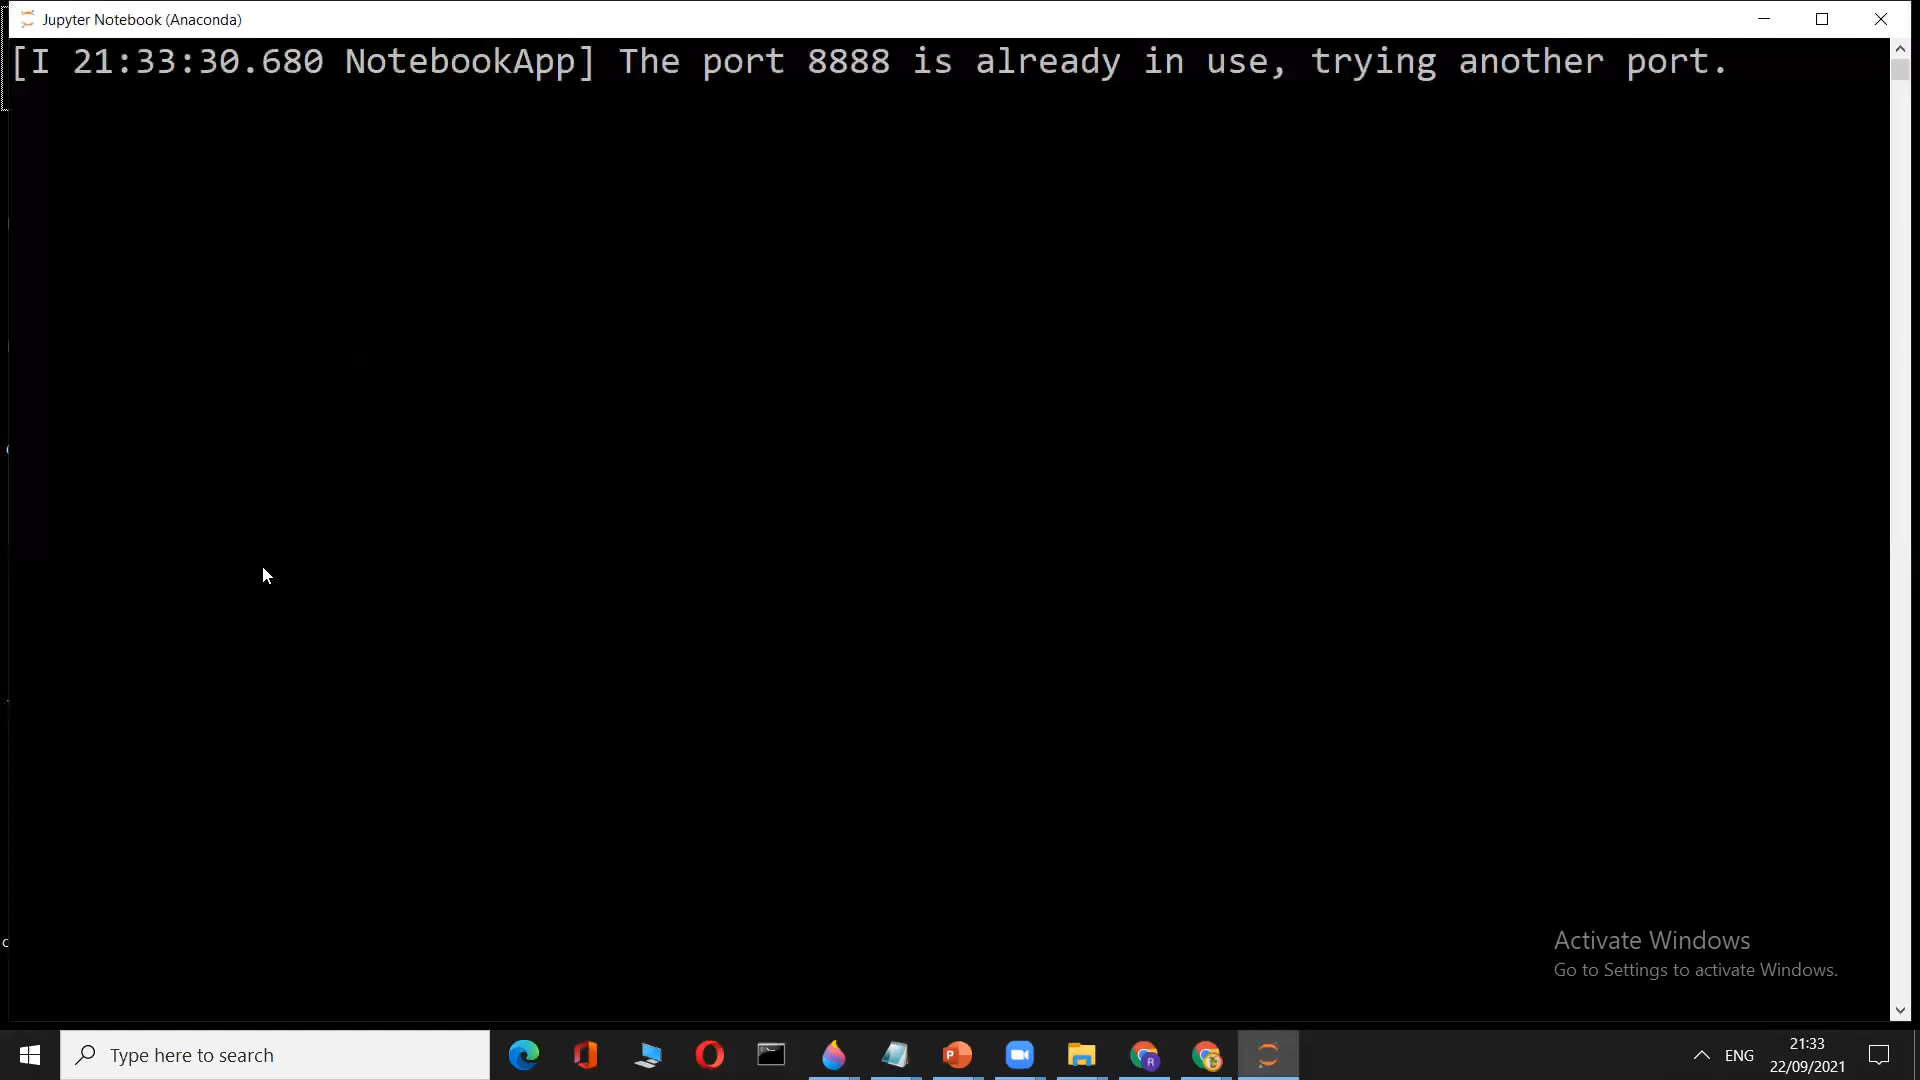 Jupyter Notebook (Anaconda)
[I 21:33:30.680 NotebookApp] The port 8888 is already in use, trying another port.
Activate Windows
Go to Settings to activate Windows.
Type here to search
ENG
21:33
22/09/2021